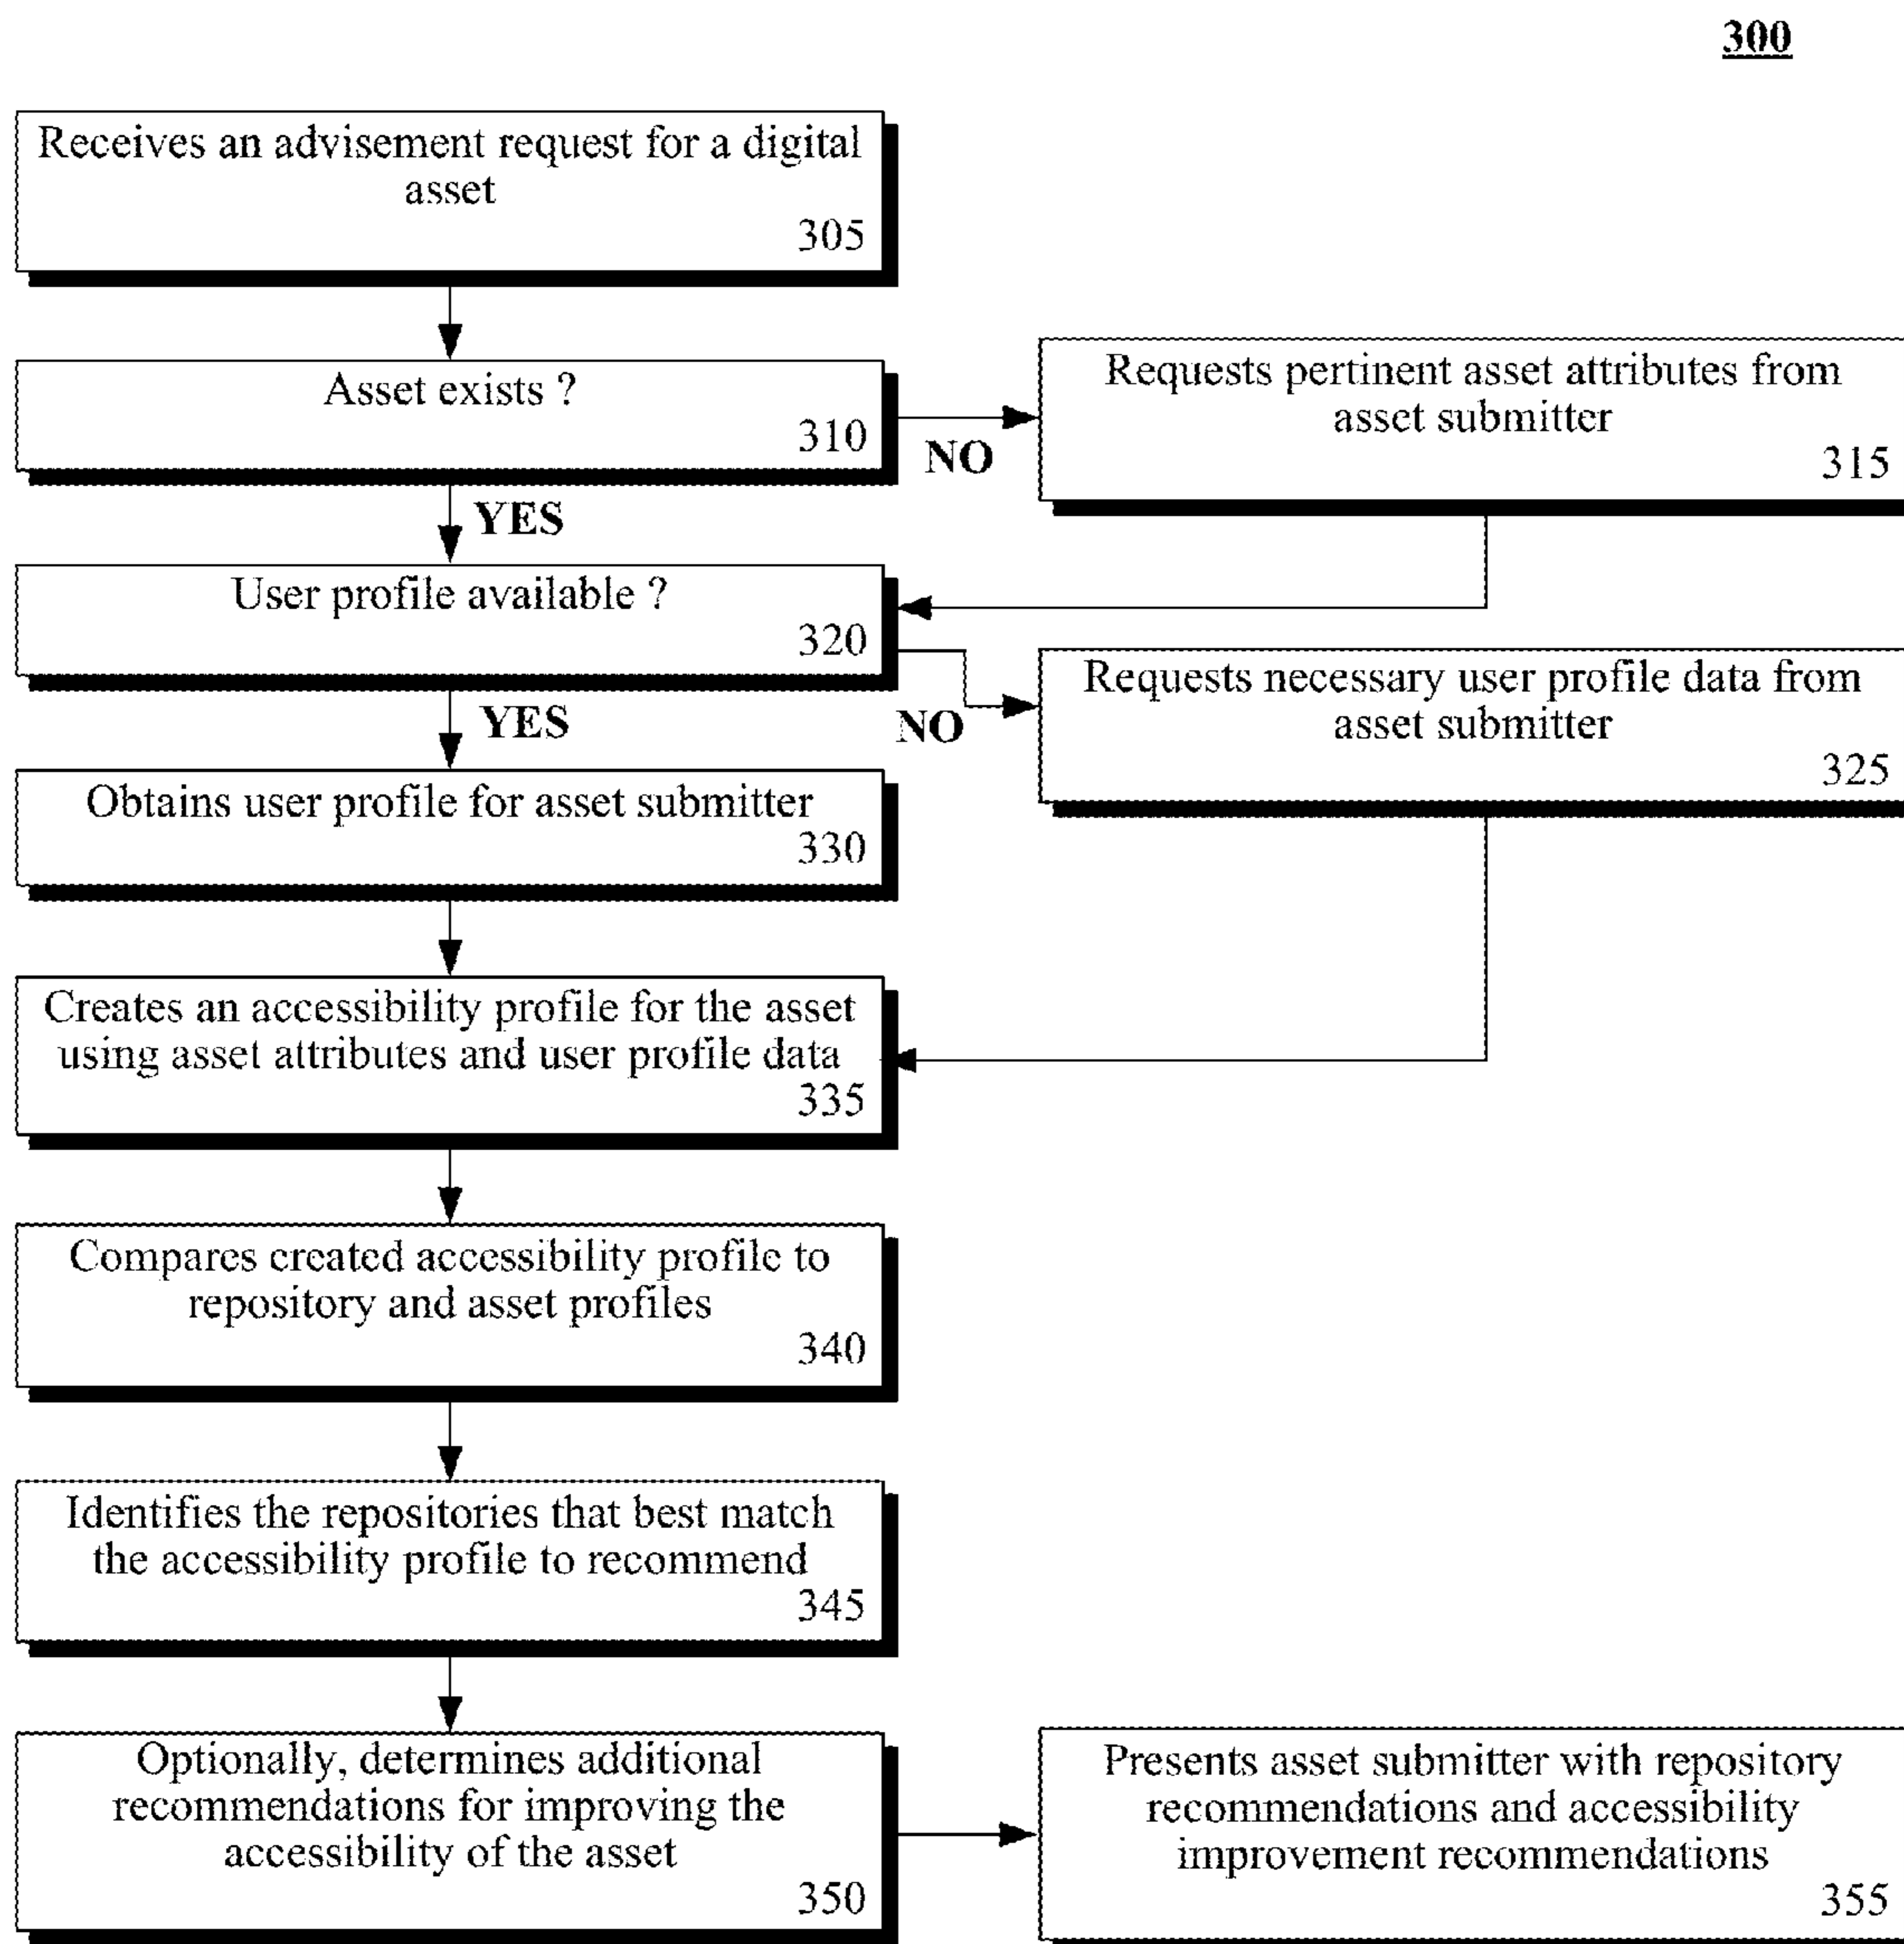 300
Receives an advisement request for a digital
asset
305
Asset exists ?
310
NO
Requests pertinent asset attributes from
asset submitter
315
YES
User profile available ?
320
NO
Requests necessary user profile data from
asset submitter
325
YES
Obtains user profile for asset submitter
330
Creates an accessibility profile for the asset
using asset attributes and user profile data
335
Compares created accessibility profile to
repository and asset profiles
340
Identifies the repositories that best match
the accessibility profile to recommend
345
Optionally, determines additional
recommendations for improving the
accessibility of the asset
350
Presents asset submitter with repository
recommendations and accessibility
improvement recommendations
355